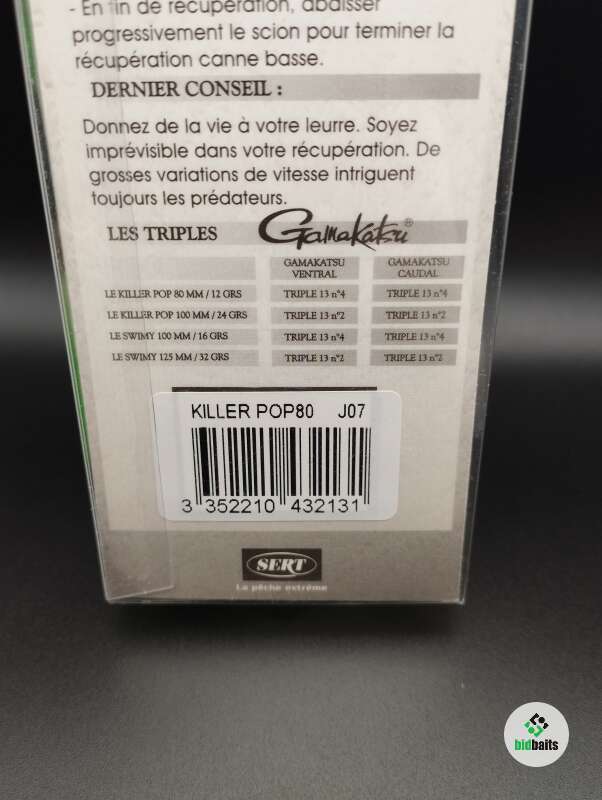 - En fin de récupération, abaisser
progressivement le scion pour terminer la
récupération canne basse.
DERNIER CONSEIL :
Donnez de la vie à votre leurre. Soyez
imprévisible dans votre récupération. De
grosses variations de vitesse intriguent
toujours les prédateurs.
LES TRIPLES Gamakatsu®
GAMAKATSU VENTRAL GAMAKATSU CAUDAL
LE KILLER POP 80 MM / 12 GRS TRIPLE 13 n°4 TRIPLE 13 n°4
LE KILLER POP 100 MM / 24 GRS TRIPLE 13 n°2 TRIPLE 13 n°2
LE SWIMY 100 MM / 16 GRS TRIPLE 13 n°4 TRIPLE 13 n°4
LE SWIMY 125 MM / 32 GRS TRIPLE 13 n°2 TRIPLE 13 n°2
KILLER POP80 J07
3 352210 432131
SERT
La pêche extrême
bidbaits